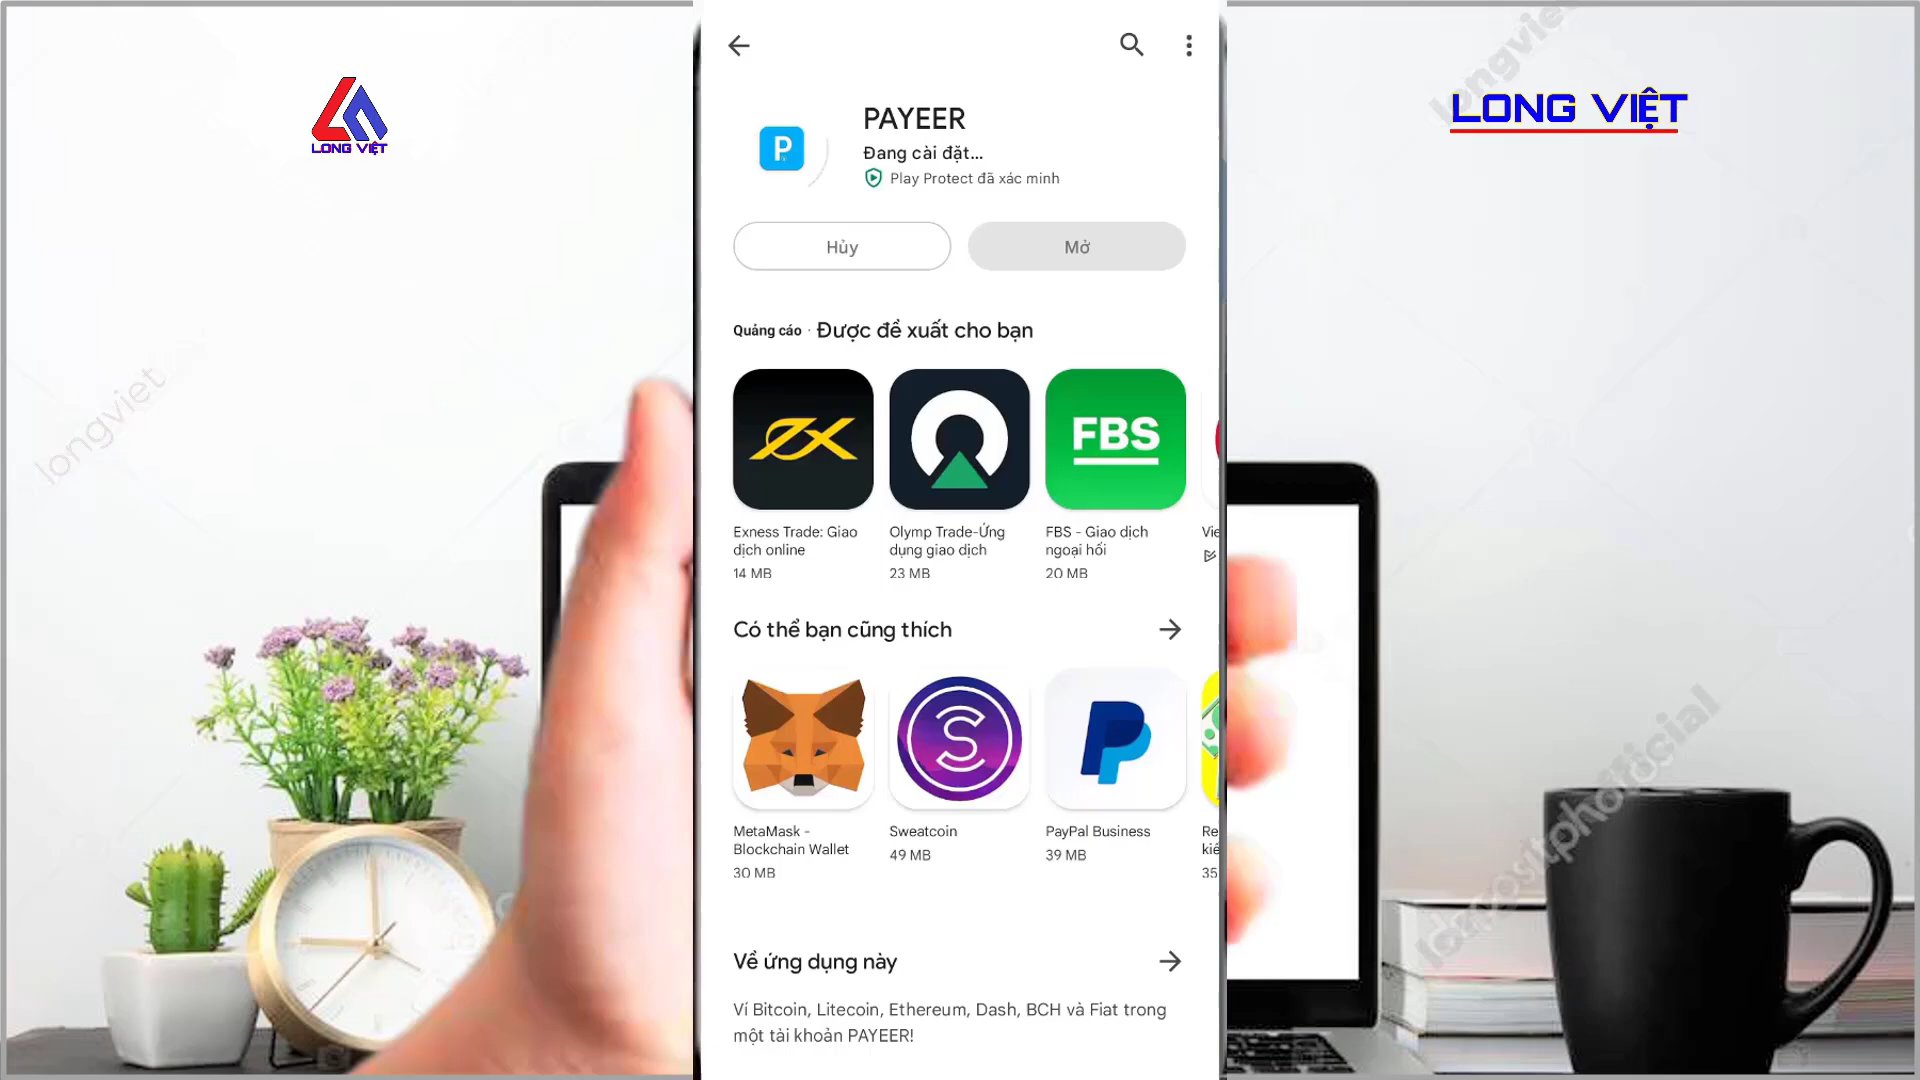 LONG VIỆT
LONG VIỆT
longviet
longviet
PAYEER
Đang cài đặt...
Play Protect đã xác minh
Hủy
Mở
Quảng cáo · Được đề xuất cho bạn
FBS
Exness Trade: Giao
dịch online
14 MB
Olymp Trade-Ứng
dụng giao dịch
23 MB
FBS - Giao dịch
ngoại hối
20 MB
Có thể bạn cũng thích
MetaMask -
Blockchain Wallet
30 MB
Sweatcoin
49 MB
PayPal Business
39 MB
35
Về ứng dụng này
Ví Bitcoin, Litecoin, Ethereum, Dash, BCH và Fiat trong
một tài khoản PAYEER!